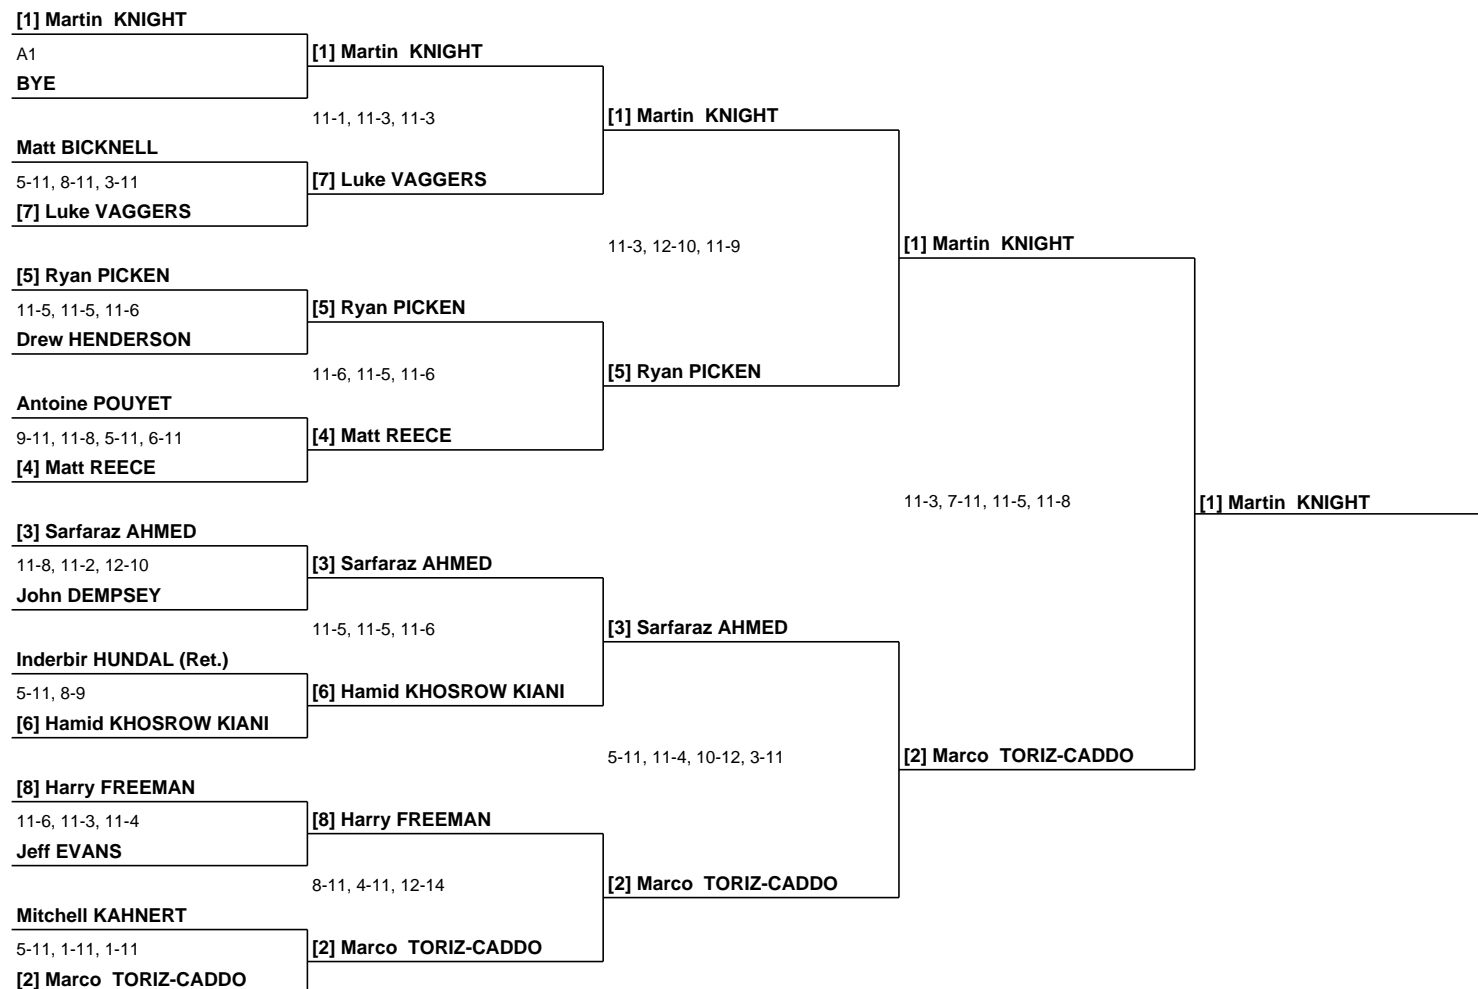 [1] Martin  KNIGHT
A1
BYE
Matt BICKNELL
5-11, 8-11, 3-11
[7] Luke VAGGERS
[5] Ryan PICKEN
11-5, 11-5, 11-6
Drew HENDERSON
Antoine POUYET
9-11, 11-8, 5-11, 6-11
[4] Matt REECE
[3] Sarfaraz AHMED
11-8, 11-2, 12-10
John DEMPSEY
Inderbir HUNDAL (Ret.)
5-11, 8-9
[6] Hamid KHOSROW KIANI
[8] Harry FREEMAN
11-6, 11-3, 11-4
Jeff EVANS
Mitchell KAHNERT
5-11, 1-11, 1-11
[2] Marco  TORIZ-CADDO
[1] Martin  KNIGHT
11-1, 11-3, 11-3
[7] Luke VAGGERS
[5] Ryan PICKEN
11-6, 11-5, 11-6
[4] Matt REECE
[3] Sarfaraz AHMED
11-5, 11-5, 11-6
[6] Hamid KHOSROW KIANI
[8] Harry FREEMAN
8-11, 4-11, 12-14
[2] Marco  TORIZ-CADDO
[1] Martin  KNIGHT
11-3, 12-10, 11-9
[5] Ryan PICKEN
[3] Sarfaraz AHMED
5-11, 11-4, 10-12, 3-11
[2] Marco  TORIZ-CADDO
[1] Martin  KNIGHT
11-3, 7-11, 11-5, 11-8
[2] Marco  TORIZ-CADDO
[1] Martin  KNIGHT